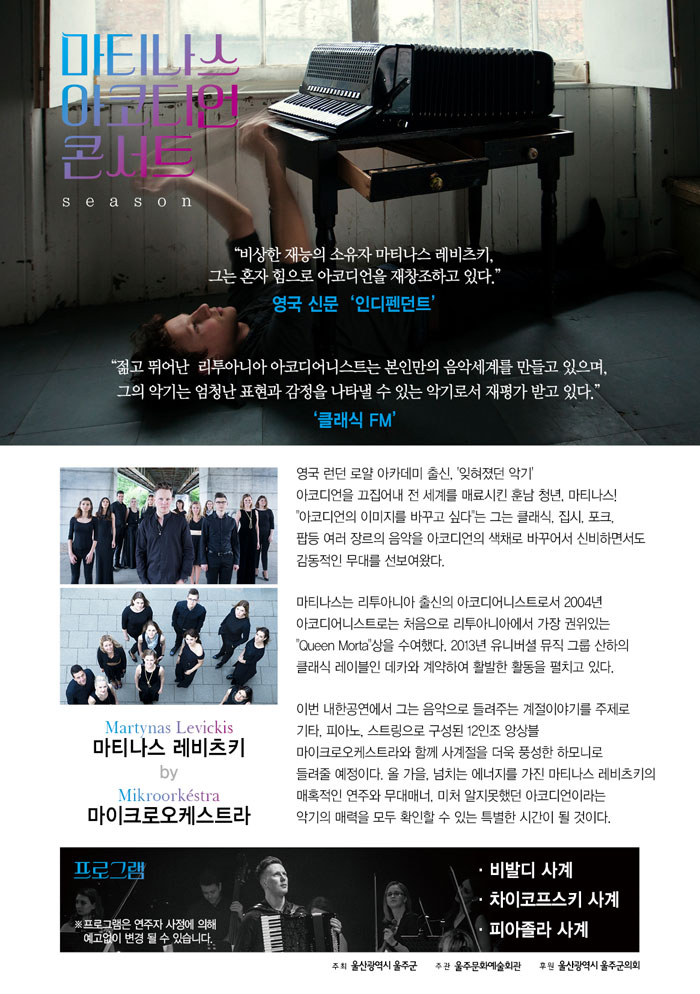 마티나스
아코디언
콘서트
season
“비상한 재능의 소유자 마티나스 레비츠키,
그는 혼자 힘으로 아코디언을 재창조하고 있다.”
영국 신문 ‘인디펜던트’
“젊고 뛰어난 리투아니아 아코디어니스트는 본인만의 음악세계를 만들고 있으며,
그의 악기는 엄청난 표현과 감정을 나타낼 수 있는 악기로서 재평가 받고 있다.”
‘클래식 FM’
영국 런던 로얄 아카데미 출신, '잊혀졌던 악기'
아코디언을 끄집어내 전 세계를 매료시킨 훈남 청년, 마티나스!
"아코디언의 이미지를 바꾸고 싶다"는 그는 클래식, 집시, 포크,
팝등 여러 장르의 음악을 아코디언의 색채로 바꾸어서 신비하면서도
감동적인 무대를 선보여왔다.
마티나스는 리투아니아 출신의 아코디어니스트로서 2004년
아코디어니스트로는 처음으로 리투아니아에서 가장 권위있는
"Queen Morta"상을 수여했다. 2013년 유니버셜 뮤직 그룹 산하의
클래식 레이블인 데카와 계약하여 활발한 활동을 펼치고 있다.
이번 내한공연에서 그는 음악으로 들려주는 계절이야기를 주제로
기타, 피아노, 스트링으로 구성된 12인조 앙상블
마이크로오케스트라와 함께 사계절을 더욱 풍성한 하모니로
들려줄 예정이다. 올 가을, 넘치는 에너지를 가진 마티나스 레비츠키의
매혹적인 연주와 무대매너, 미처 알지못했던 아코디언이라는
악기의 매력을 모두 확인할 수 있는 특별한 시간이 될 것이다.
Martynas Levickis
마티나스 레비츠키
by
Mikroorkéstra
마이크로오케스트라
프로그램
※프로그램은 연주자 사정에 의해
예고없이 변경 될 수 있습니다.
· 비발디 사계
· 차이코프스키 사계
· 피아졸라 사계
주최 울산광역시 울주군 주관 울주문화예술회관 후원 울산광역시 울주군의회